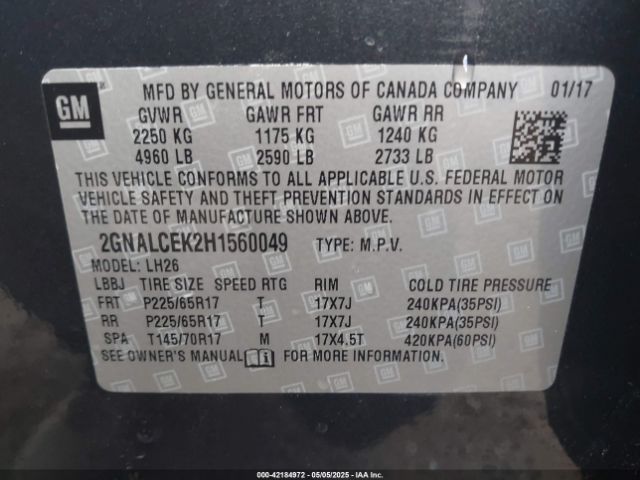 GM
MFD BY GENERAL MOTORS OF CANADA COMPANY 01/17
GVWR GAWR FRT GAWR RR
2250 KG 1175 KG 1240 KG
4960 LB 2590 LB 2733 LB
THIS VEHICLE CONFORMS TO ALL APPLICABLE U.S. FEDERAL MOTOR
VEHICLE SAFETY AND THEFT PREVENTION STANDARDS IN EFFECT ON
THE DATE OF MANUFACTURE SHOWN ABOVE.
2GNALCEK2H1560049 TYPE: M.P.V.
MODEL: LH26
LBBJ TIRE SIZE SPEED RTG RIM COLD TIRE PRESSURE
FRT P225/65R17 T 17X7J 240KPA(35PSI)
RR P225/65R17 T 17X7J 240KPA(35PSI)
SPA T145/70R17 M 17X4.5T 420KPA(60PSI)
SEE OWNER'S MANUAL FOR MORE INFORMATION.
000-42184972 - 05/05/2025 - IAA Inc.